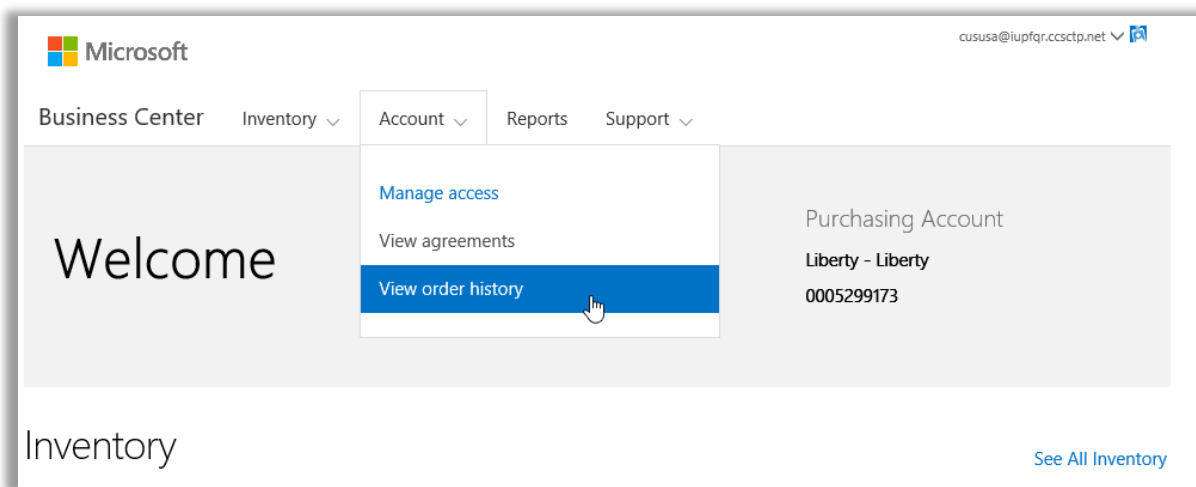 Microsoft
cususa@iupfqr.ccsctp.net
Business Center Inventory Account Reports Support
Manage access
View agreements
View order history
Welcome
Purchasing Account
Liberty - Liberty
0005299173
Inventory
See All Inventory